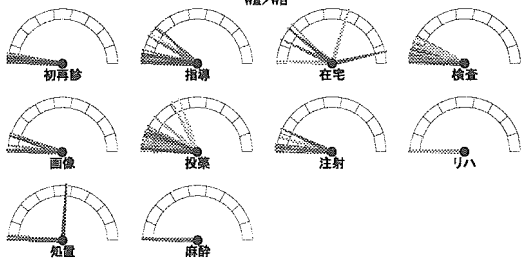 初再診 指導 在宅 検査
画像 投薬 注射 リハ
処置 麻酔